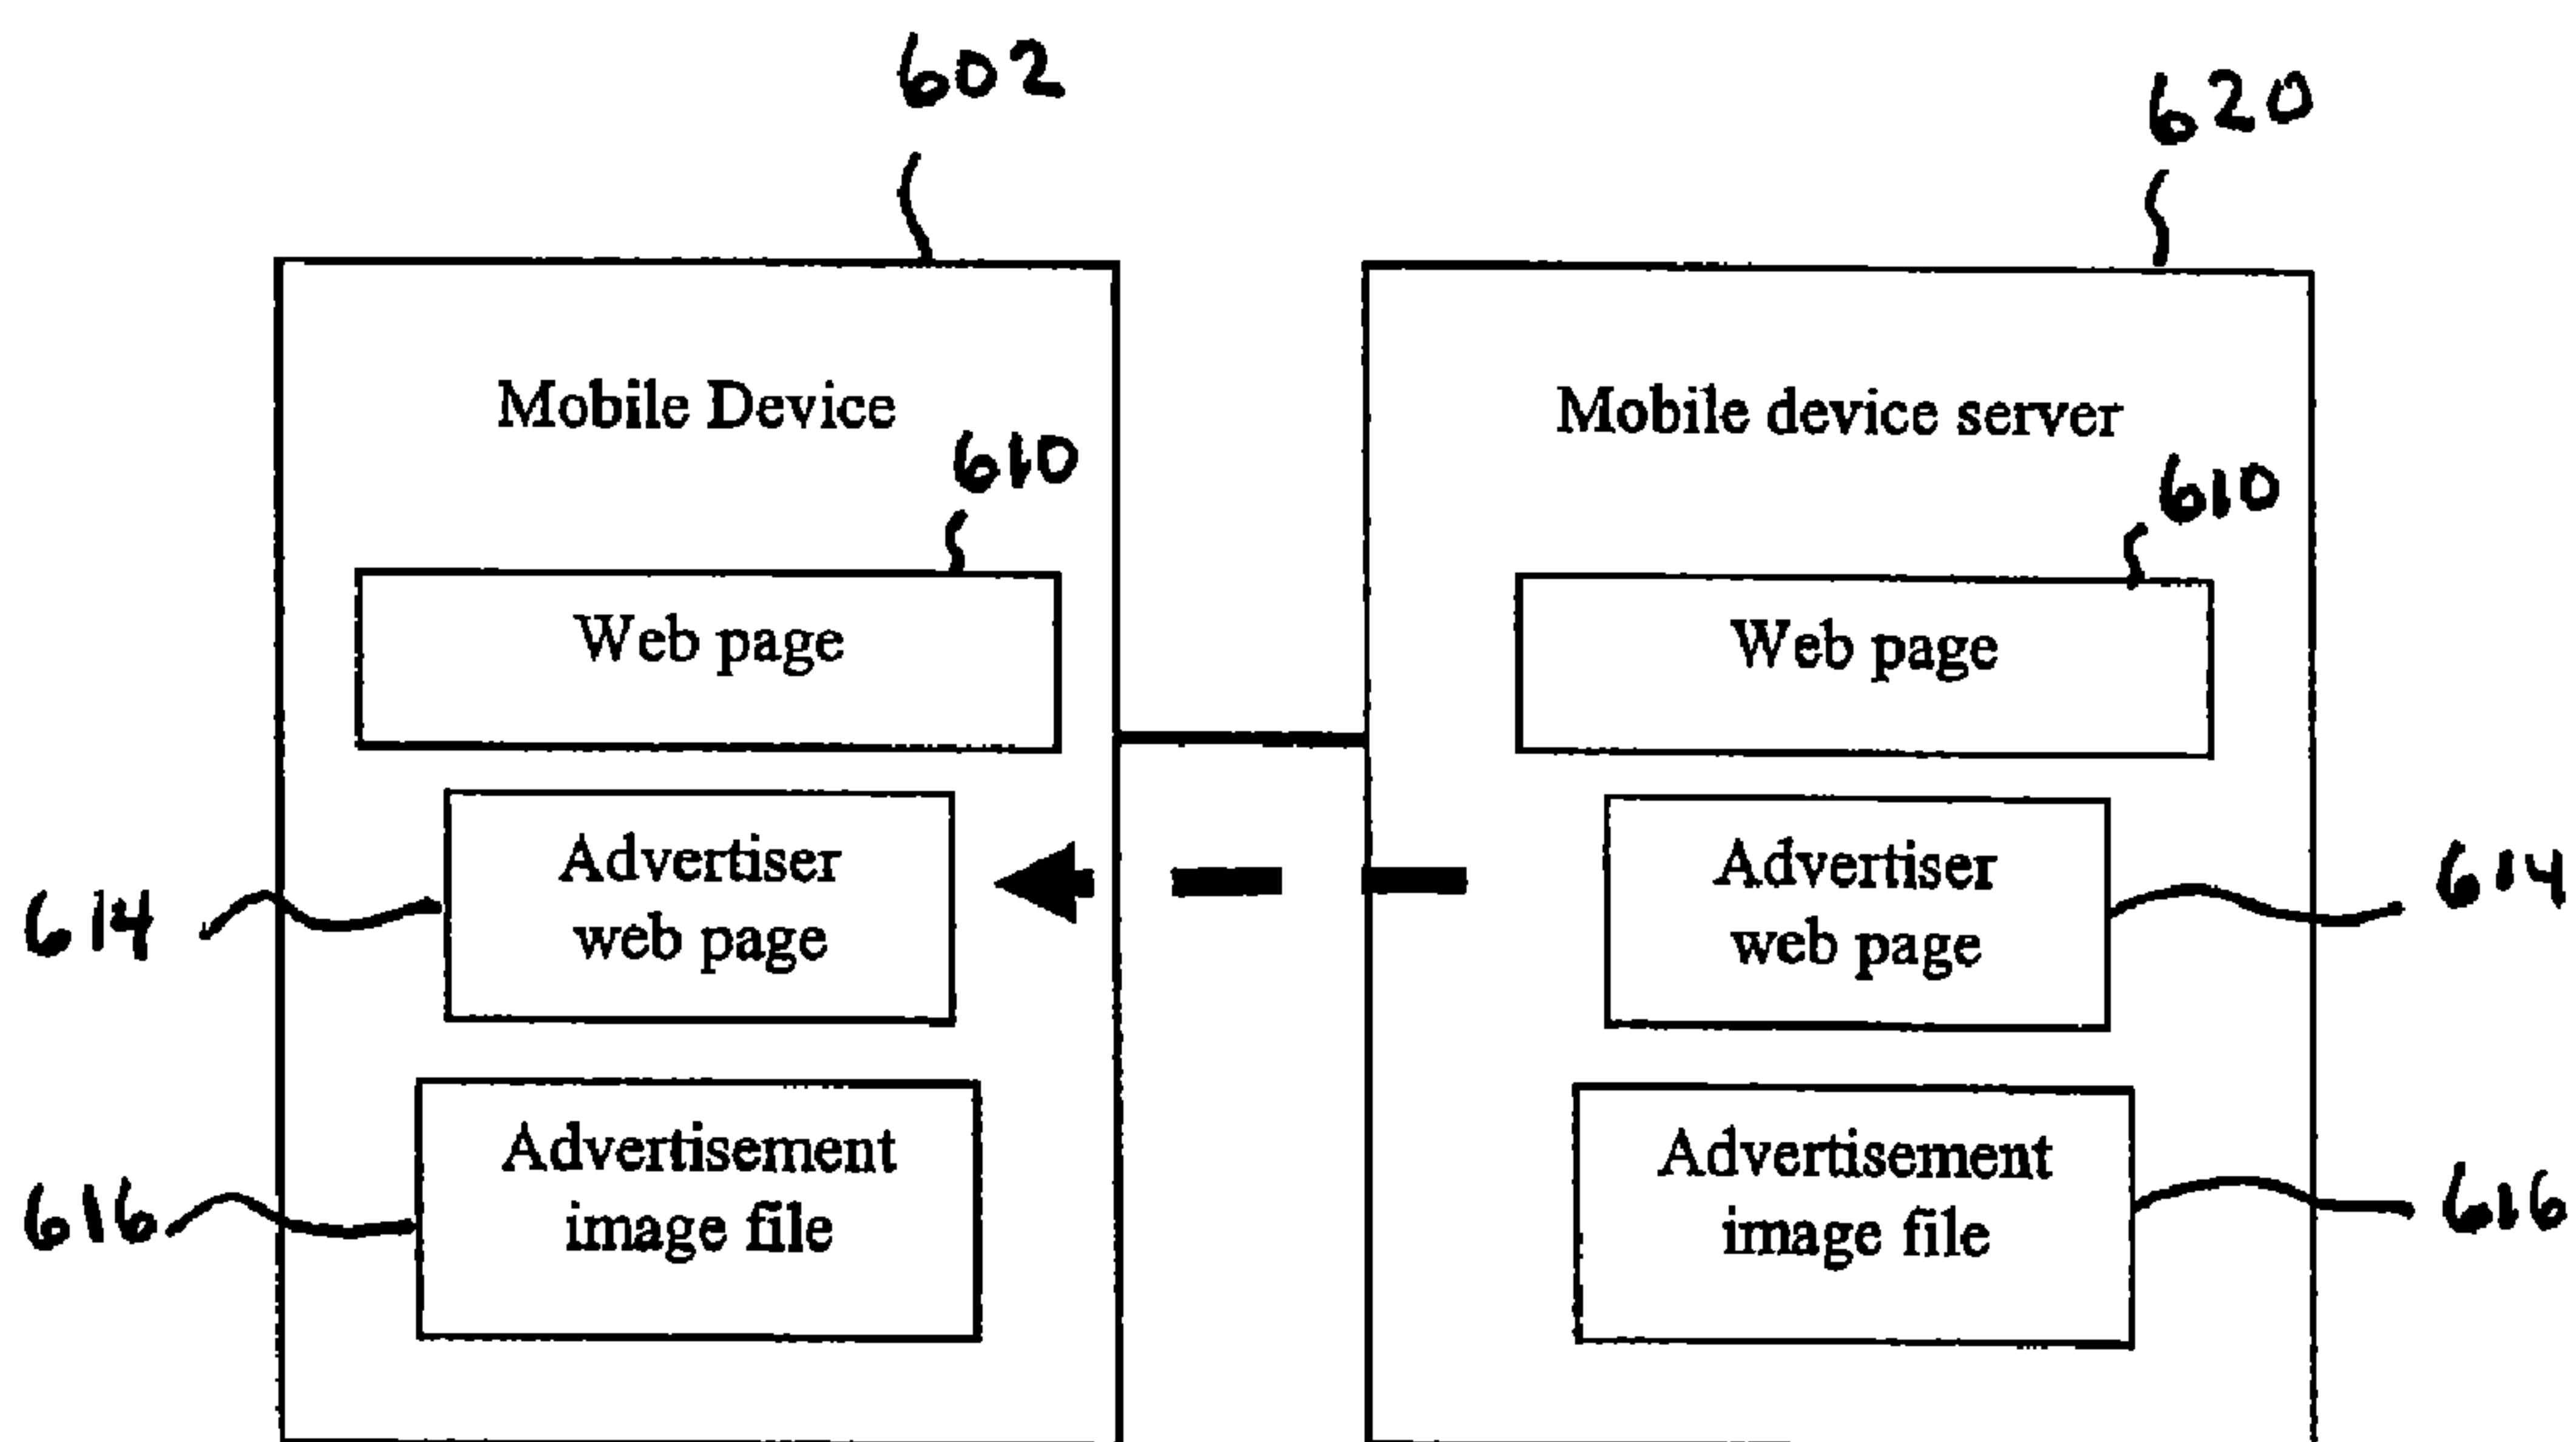 602
620
Mobile Device
Mobile device server
610
610
Web page
Web page
Advertiser
web page
Advertiser
web page
614
614
Advertisement
image file
Advertisement
image file
616
616